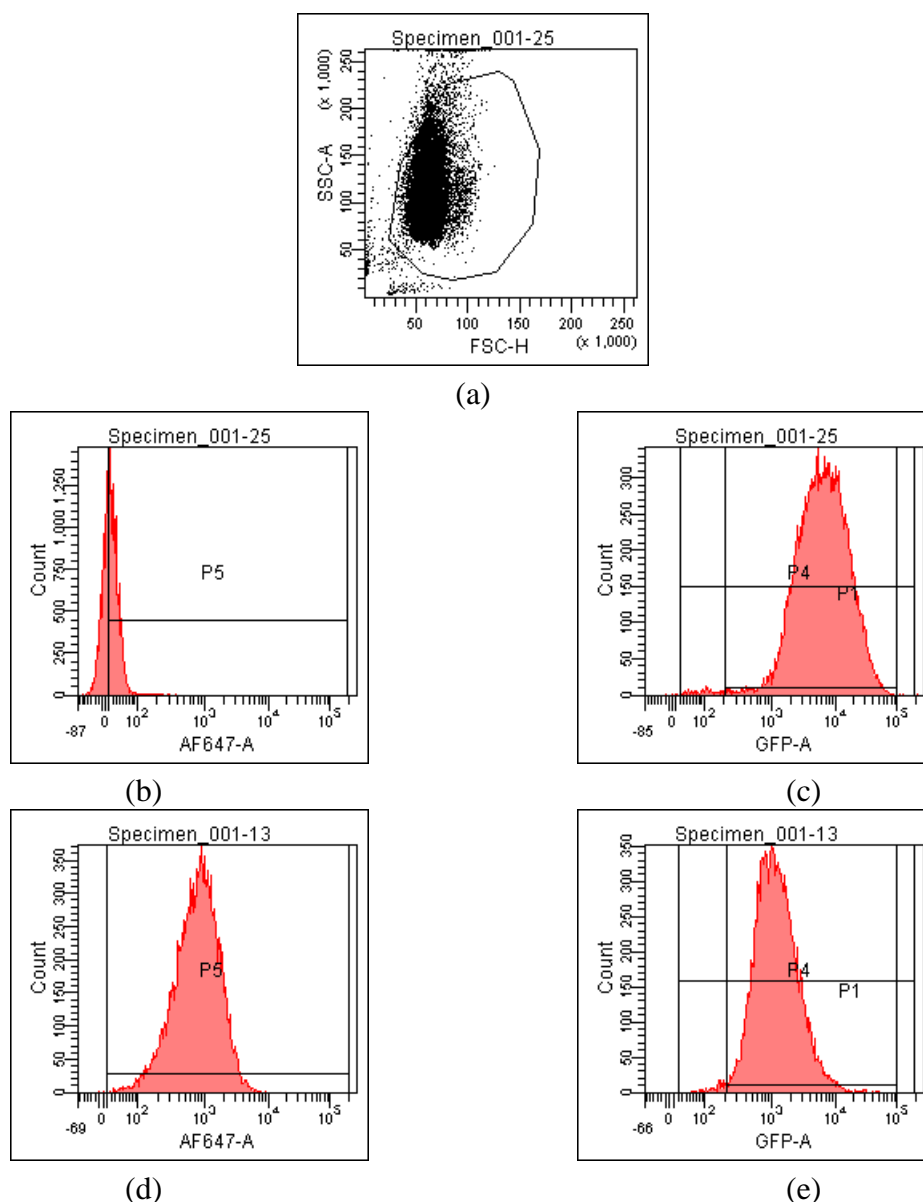 Specimen_001-25
SSC-A
(x 1,000)
50 100 150 200 250
50 100 150 200 250
FSC-H
(x 1,000)
(a)
Specimen_001-25
Count
0 250 500 750 1,000 1,250
-87 0 10² 10³ 10⁴ 10⁵
P5
AF647-A
(b)
Specimen_001-25
Count
0 50 100 150 200 250 300
-85 0 10² 10³ 10⁴ 10⁵
P4
P1
GFP-A
(c)
Specimen_001-13
Count
0 50 100 150 200 250 300 350
-69 0 10² 10³ 10⁴ 10⁵
P5
AF647-A
(d)
Specimen_001-13
Count
0 50 100 150 200 250 300 350
-66 0 10² 10³ 10⁴ 10⁵
P4
P1
GFP-A
(e)